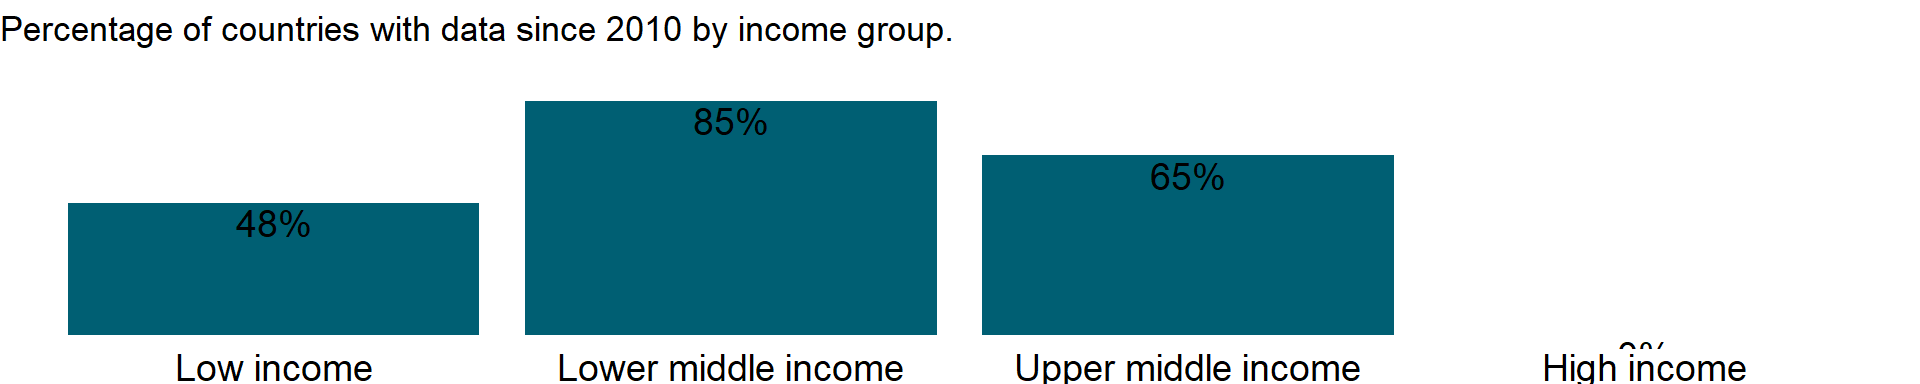 Percentage of countries with data since 2010 by income group.
85%
65%
48%
Low income
Lower middle income
Upper middle income
High income